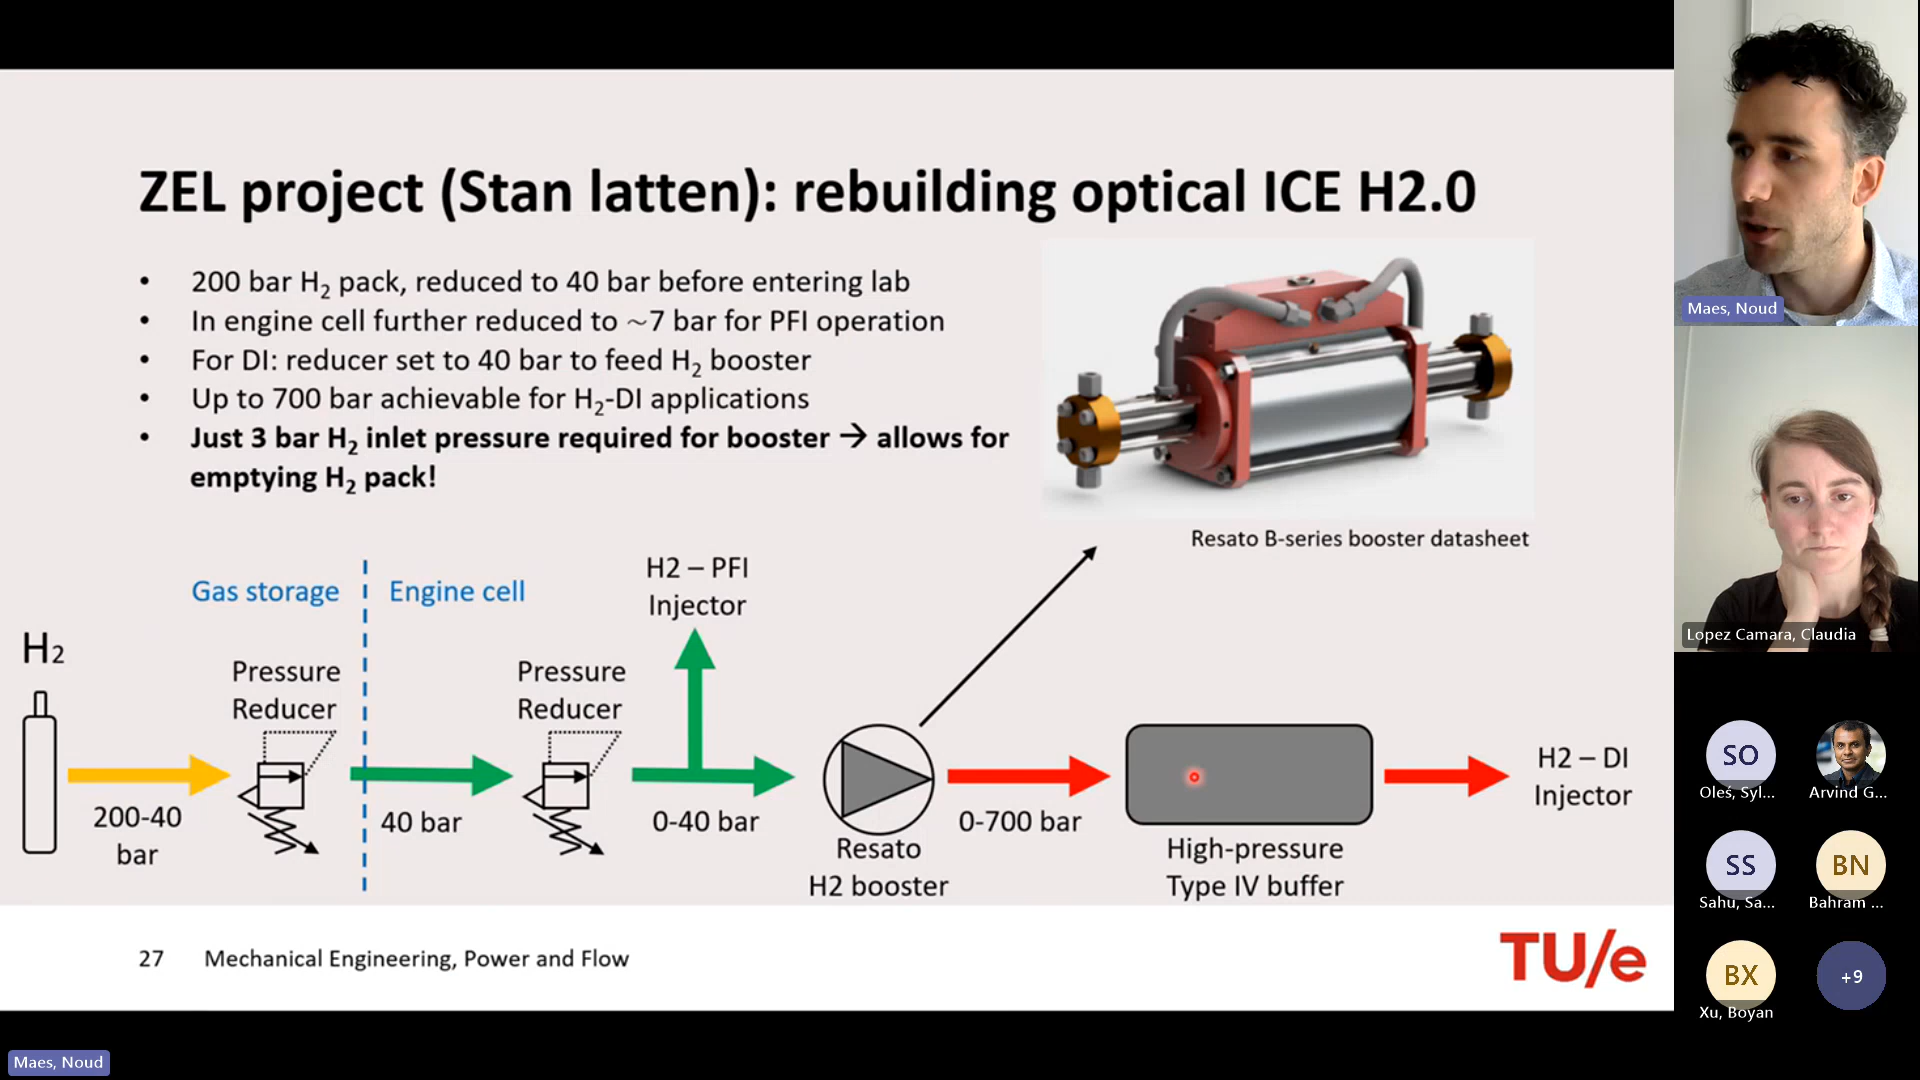 ZEL project (Stan latten): rebuilding optical ICE H2.0
• 200 bar H₂ pack, reduced to 40 bar before entering lab
• In engine cell further reduced to ~7 bar for PFI operation
• For DI: reducer set to 40 bar to feed H₂ booster
• Up to 700 bar achievable for H₂-DI applications
• Just 3 bar H₂ inlet pressure required for booster → allows for
emptying H₂ pack!
Resato B-series booster datasheet
Gas storage
Engine cell
H2 – PFI
Injector
H₂
Pressure
Reducer
Pressure
Reducer
200-40
bar
40 bar
0-40 bar
Resato
H2 booster
0-700 bar
High-pressure
Type IV buffer
H2 – DI
Injector
27 Mechanical Engineering, Power and Flow
TU/e
Maes, Noud
Maes, Noud
Lopez Camara, Claudia
SO
Oleś, Syl...
Arvind G...
SS
Sahu, Sa...
BN
Bahram ...
BX
Xu, Boyan
+9